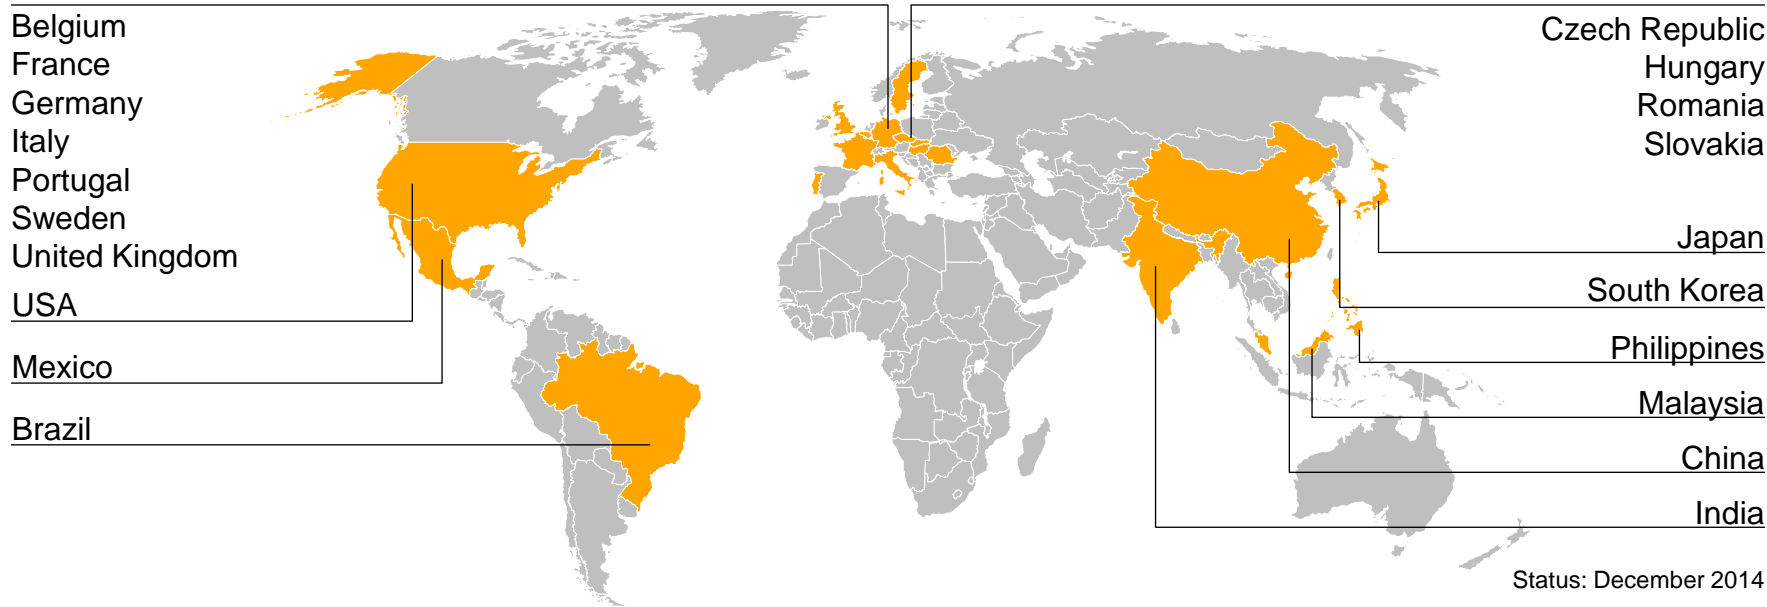 Belgium
France
Germany
Italy
Portugal
Sweden
United Kingdom
USA
Mexico
Brazil
Czech Republic
Hungary
Romania
Slovakia
Japan
South Korea
Philippines
Malaysia
China
India
Status: December 2014